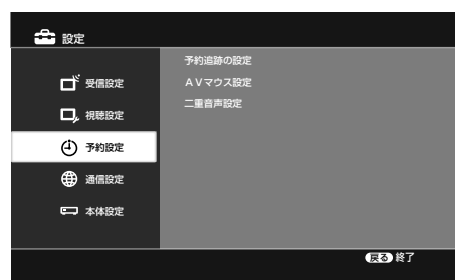 設定
受信設定
視聴設定
予約設定
通信設定
本体設定
予約追跡の設定
AVマウス設定
二重音声設定
戻る 終了